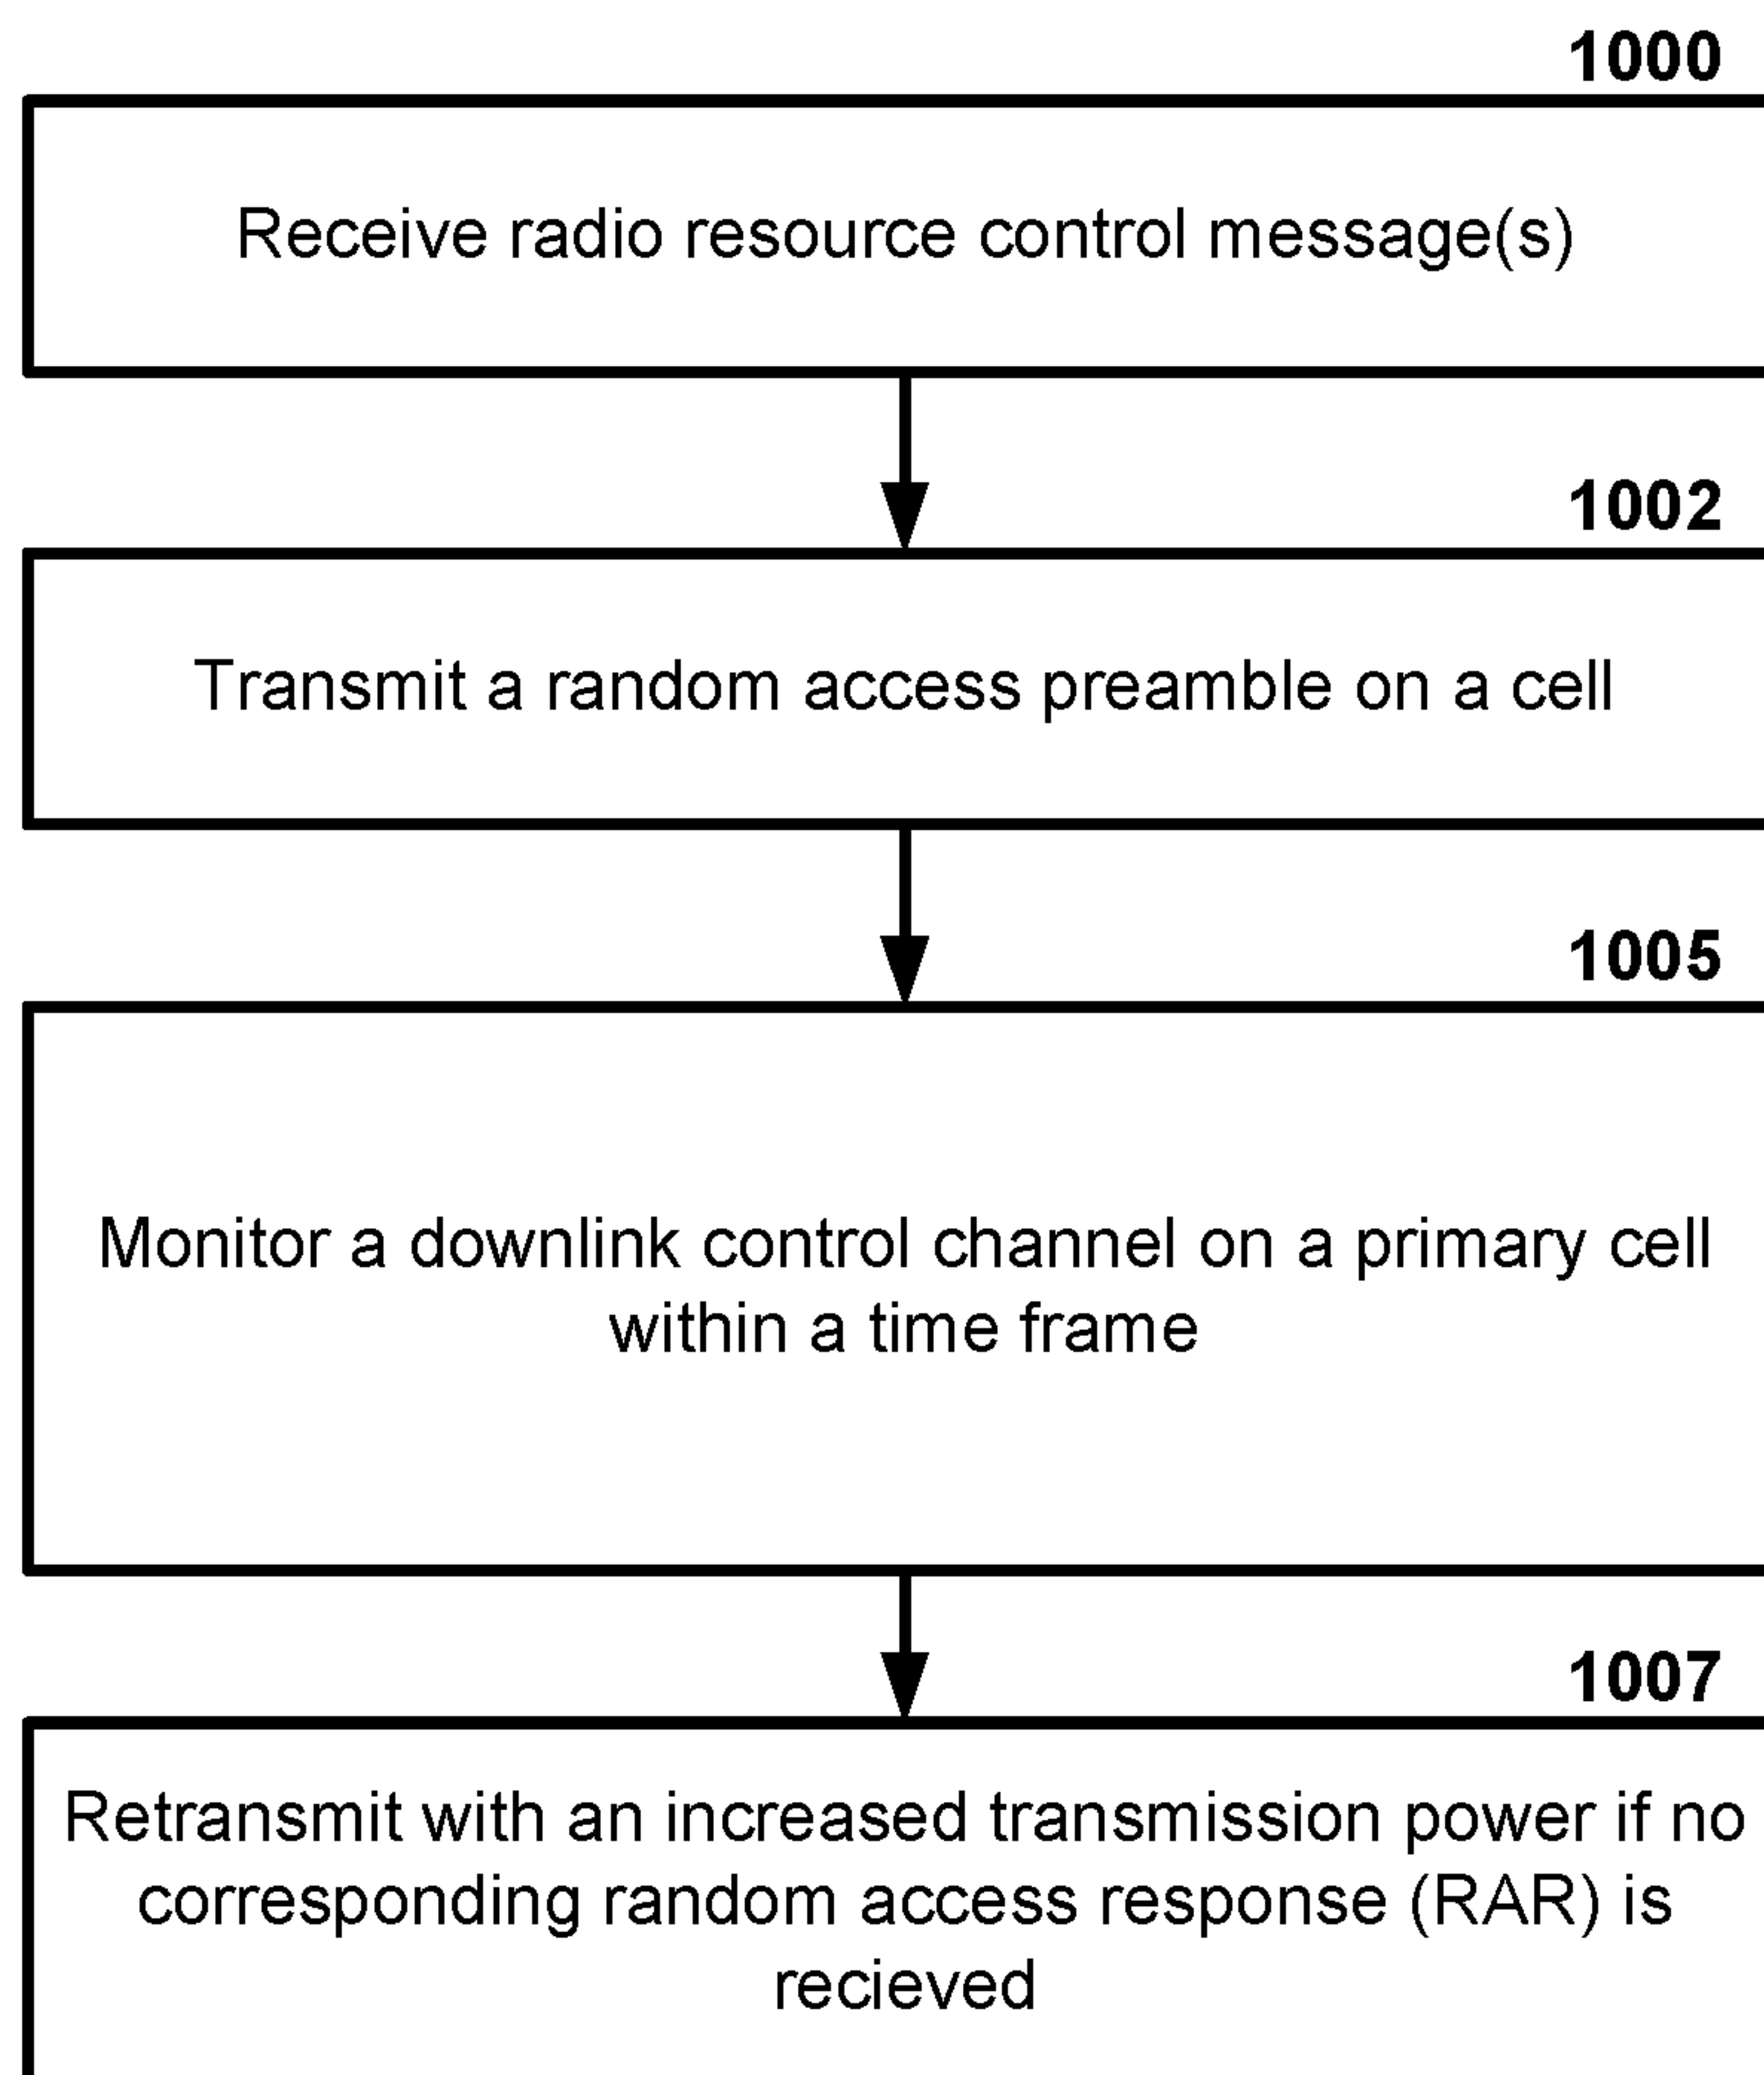 1000
Receive radio resource control message(s)
1002
Transmit a random access preamble on a cell
1005
Monitor a downlink control channel on a primary cell
within a time frame
1007
Retransmit with an increased transmission power if no
corresponding random access response (RAR) is
recieved